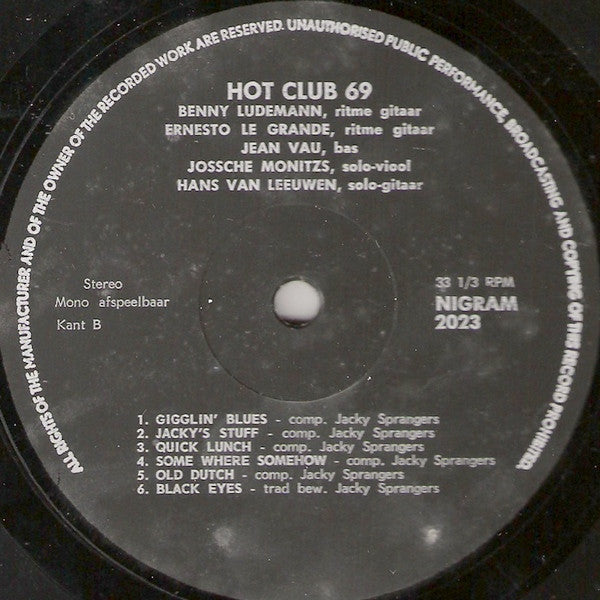 ALL RIGHTS OF THE MANUFACTURER AND OF THE OWNER OF THE RECORDED WORK ARE RESERVED. UNAUTHORISED PUBLIC PERFORMANCE, BROADCASTING AND COPYING OF THIS RECORD PROHIBITED.
HOT CLUB 69
BENNY LUDEMANN, ritme gitaar
ERNESTO LE GRANDE, ritme gitaar
JEAN VAU, bas
JOSSCHE MONITZS, solo-viool
HANS VAN LEEUWEN, solo-gitaar
Stereo
Mono afspeelbaar
Kant B
33 1/3 RPM
NIGRAM
2023
1. GIGGLIN' BLUES - comp. Jacky Sprangers
2. JACKY'S STUFF - comp. Jacky Sprangers
3. QUICK LUNCH - comp. Jacky Sprangers
4. SOME WHERE SOMEHOW - comp. Jacky Sprangers
5. OLD DUTCH - comp. Jacky Sprangers
6. BLACK EYES - trad bew. Jacky Sprangers